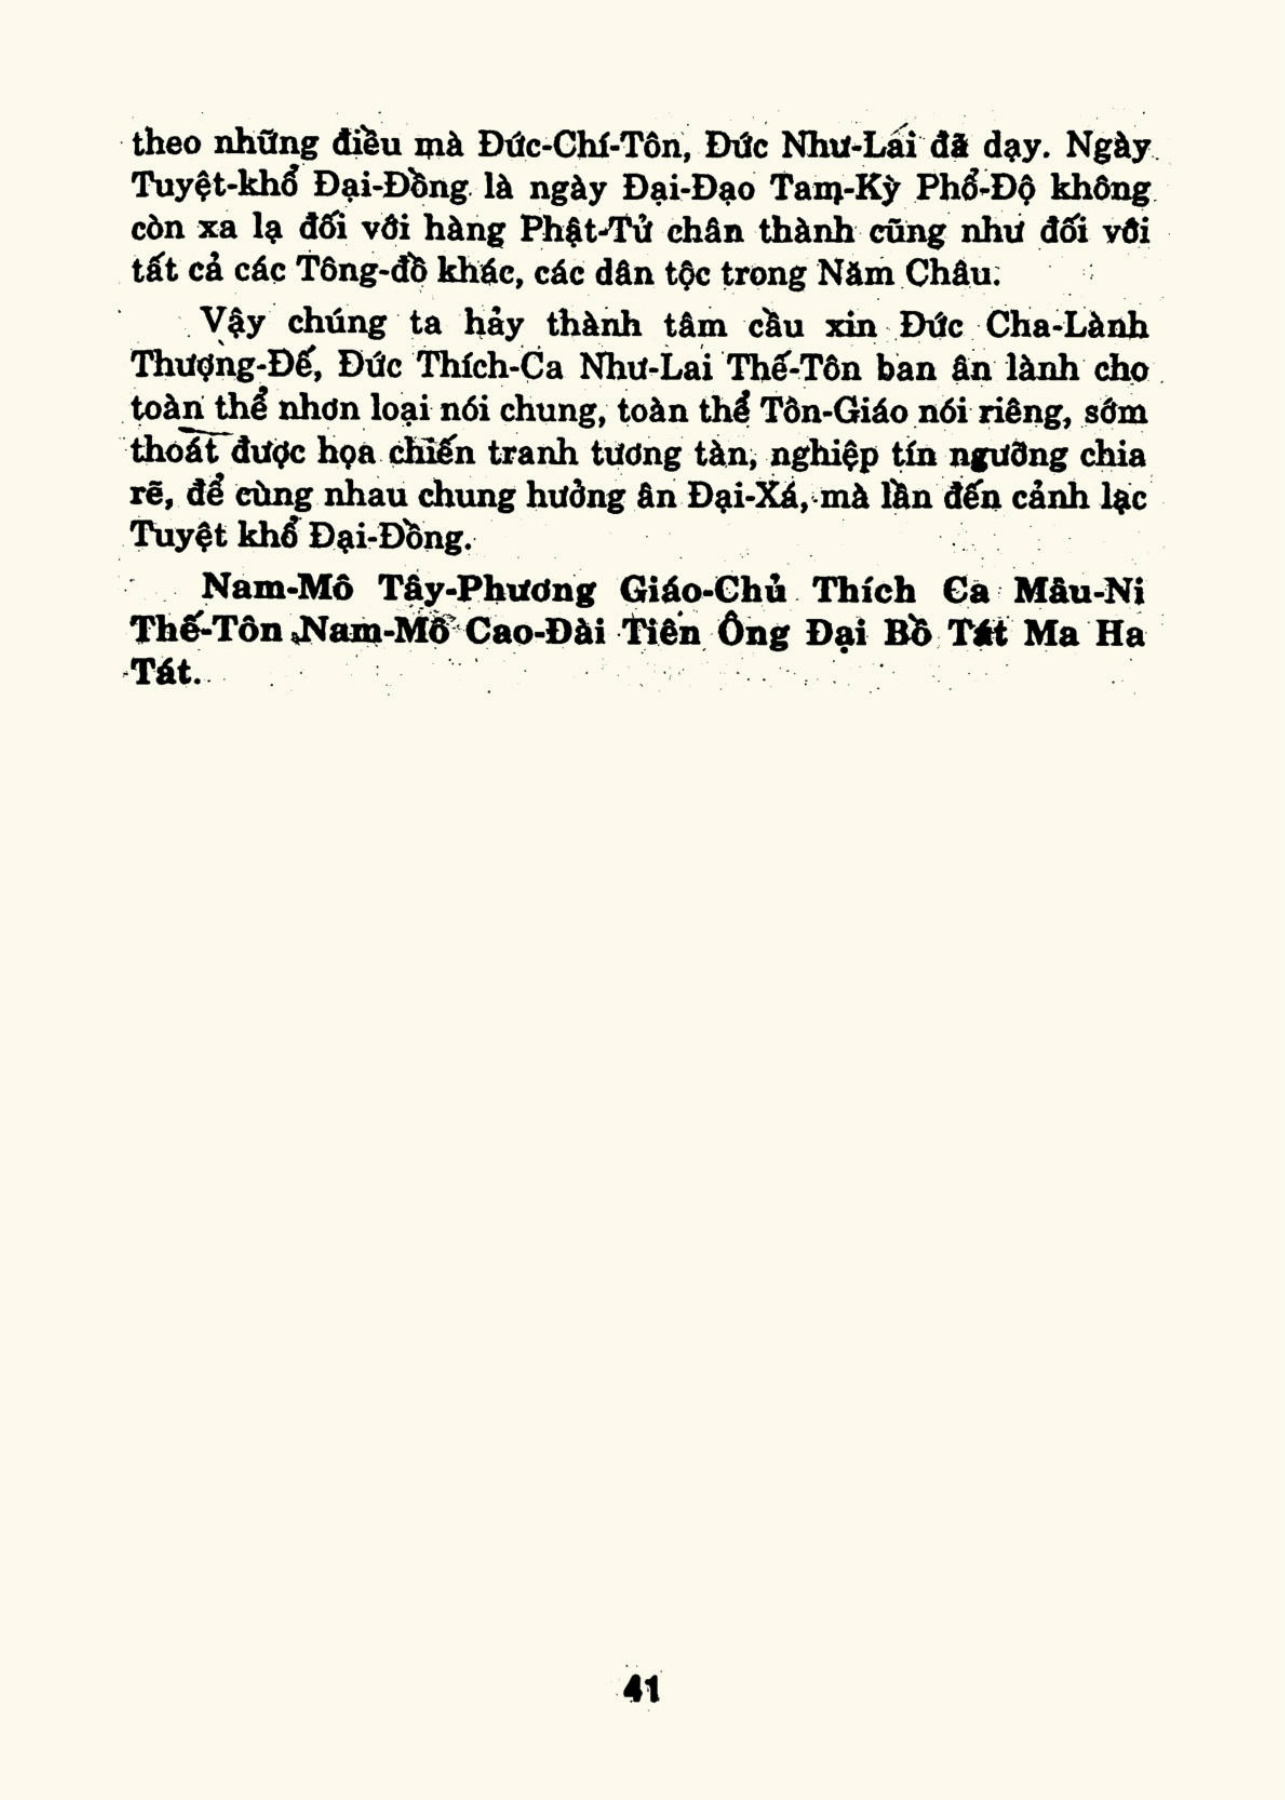 theo những điều mà Đức-Chí-Tôn, Đức Như-Lai đã dạy. Ngày
Tuyệt-khổ Đại-Đồng là ngày Đại-Đạo Tam-Kỳ Phổ-Độ không
còn xa lạ đối với hàng Phật-Tử chân thành cũng như đối với
tất cả các Tông-đồ khác, các dân tộc trong Năm Châu.
Vậy chúng ta hảy thành tâm cầu xin Đức Cha-Lành
Thượng-Đế, Đức Thích-Ca Như-Lai Thế-Tôn ban ân lành cho
toàn thể nhơn loại nói chung, toàn thể Tôn-Giáo nói riêng, sớm
thoát được họa chiến tranh tương tàn, nghiệp tín ngưỡng chia
rẽ, để cùng nhau chung hưởng ân Đại-Xá, mà lần đến cảnh lạc
Tuyệt khổ Đại-Đồng.
Nam-Mô Tây-Phương Giáo-Chủ Thích Ca Mâu-Ni
Thế-Tôn, Nam-Mô Cao-Đài Tiên Ông Đại Bồ Tát Ma Ha
Tát.
41